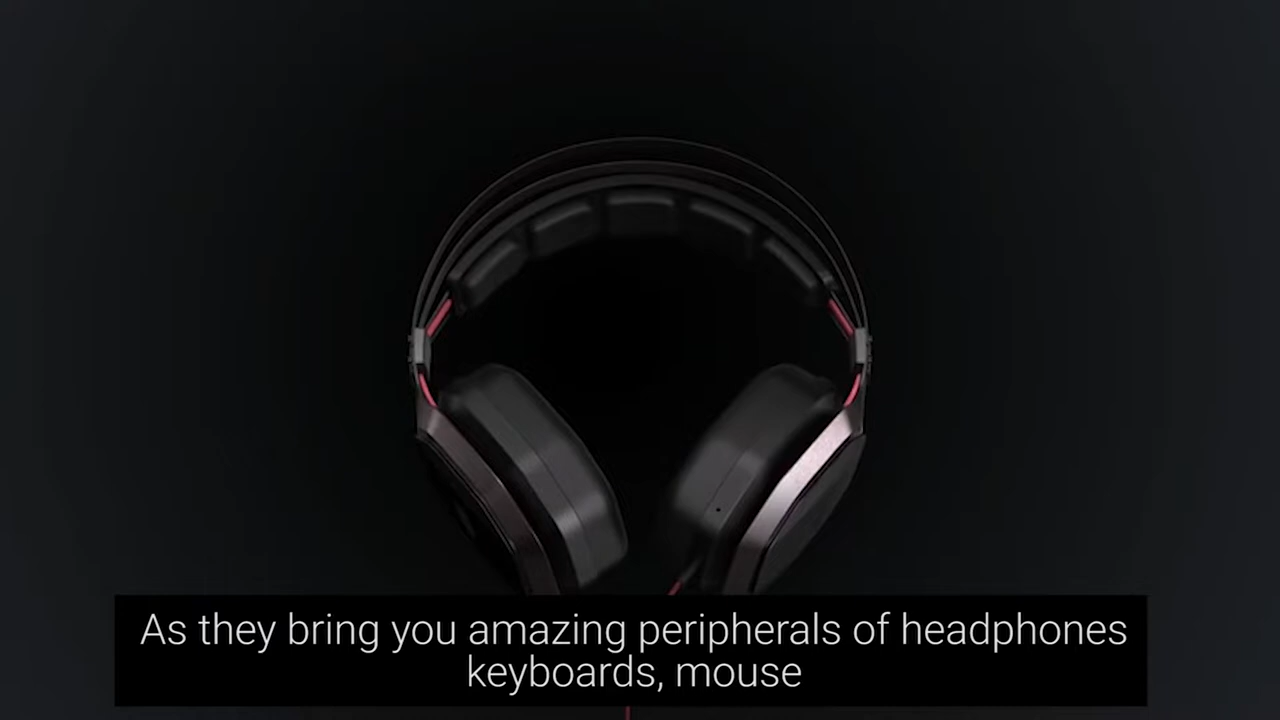 As they bring you amazing peripherals of headphones
keyboards, mouse